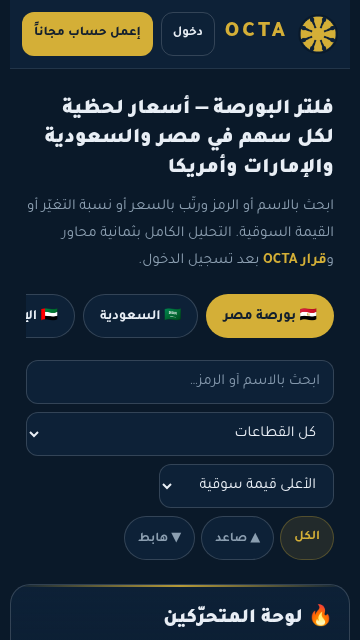 OCTA
دخول
إعمل حساب مجاناً
فلتر البورصة — أسعار لحظية
لكل سهم في مصر والسعودية
والإمارات وأمريكا
ابحث بالاسم أو الرمز ورتّب بالسعر أو نسبة التغيّر أو
القيمة السوقية. التحليل الكامل بثمانية محاور
وقرار OCTA بعد تسجيل الدخول.
🇪🇬 بورصة مصر
🇸🇦 السعودية
🇦🇪
ابحث بالاسم أو الرمز…
كل القطاعات
الأعلى قيمة سوقية
الكل
▲ صاعد
▼ هابط
🔥 لوحة المتحرّكين